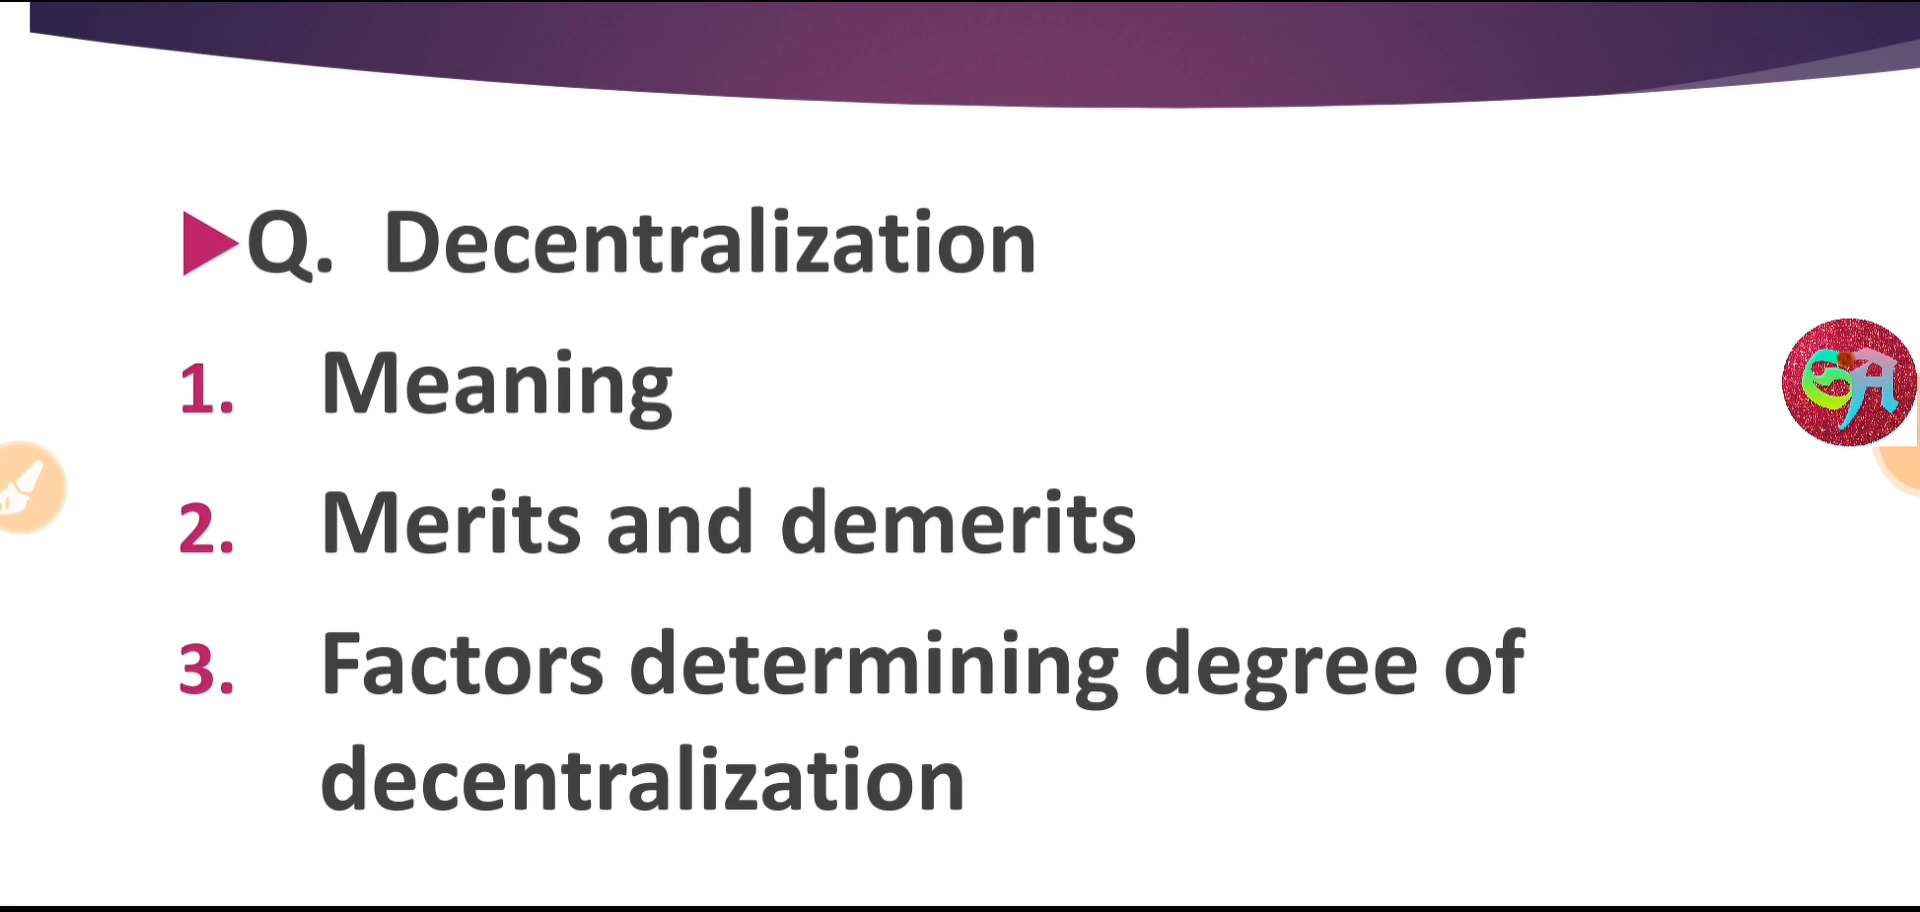 Q. Decentralization
1. Meaning
2. Merits and demerits
3. Factors determining degree of
decentralization